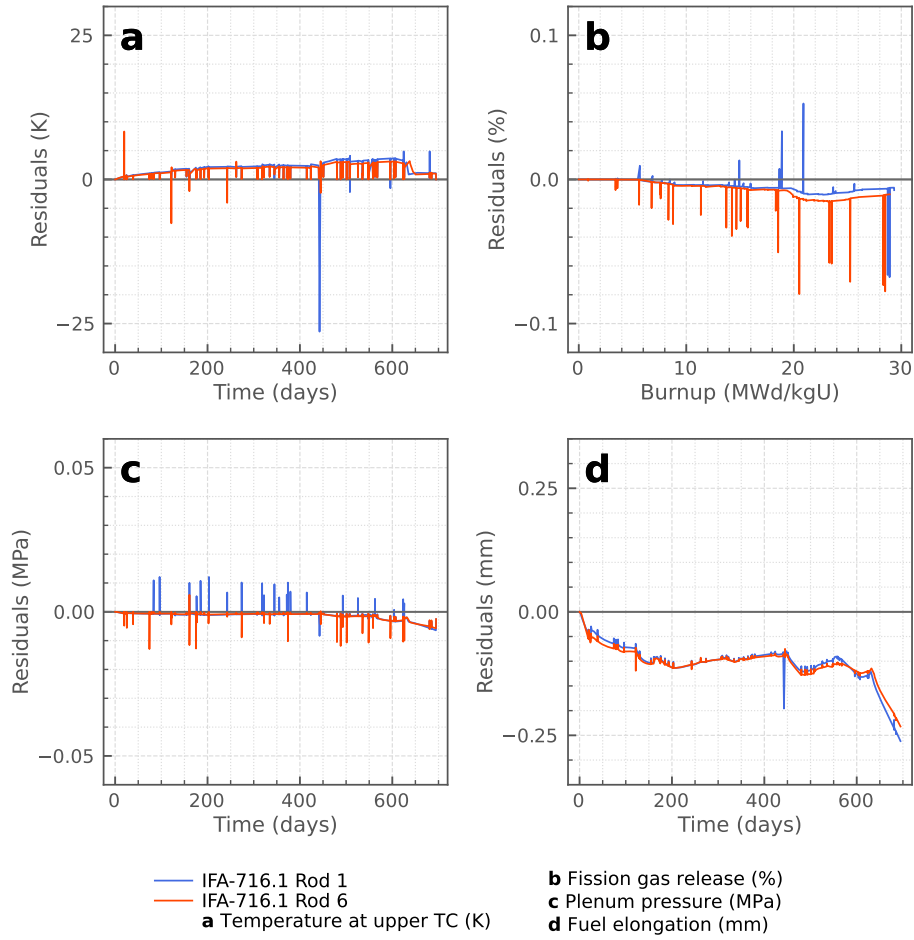 a
25
0
−25
Residuals (K)
0
200
400
600
Time (days)
b
0.1
0.0
−0.1
Residuals (%)
0
10
20
30
Burnup (MWd/kgU)
c
0.05
0.00
−0.05
Residuals (MPa)
0
200
400
600
Time (days)
d
0.25
0.00
−0.25
Residuals (mm)
0
200
400
600
Time (days)
IFA-716.1 Rod 1
IFA-716.1 Rod 6
a Temperature at upper TC (K)
b Fission gas release (%)
c Plenum pressure (MPa)
d Fuel elongation (mm)